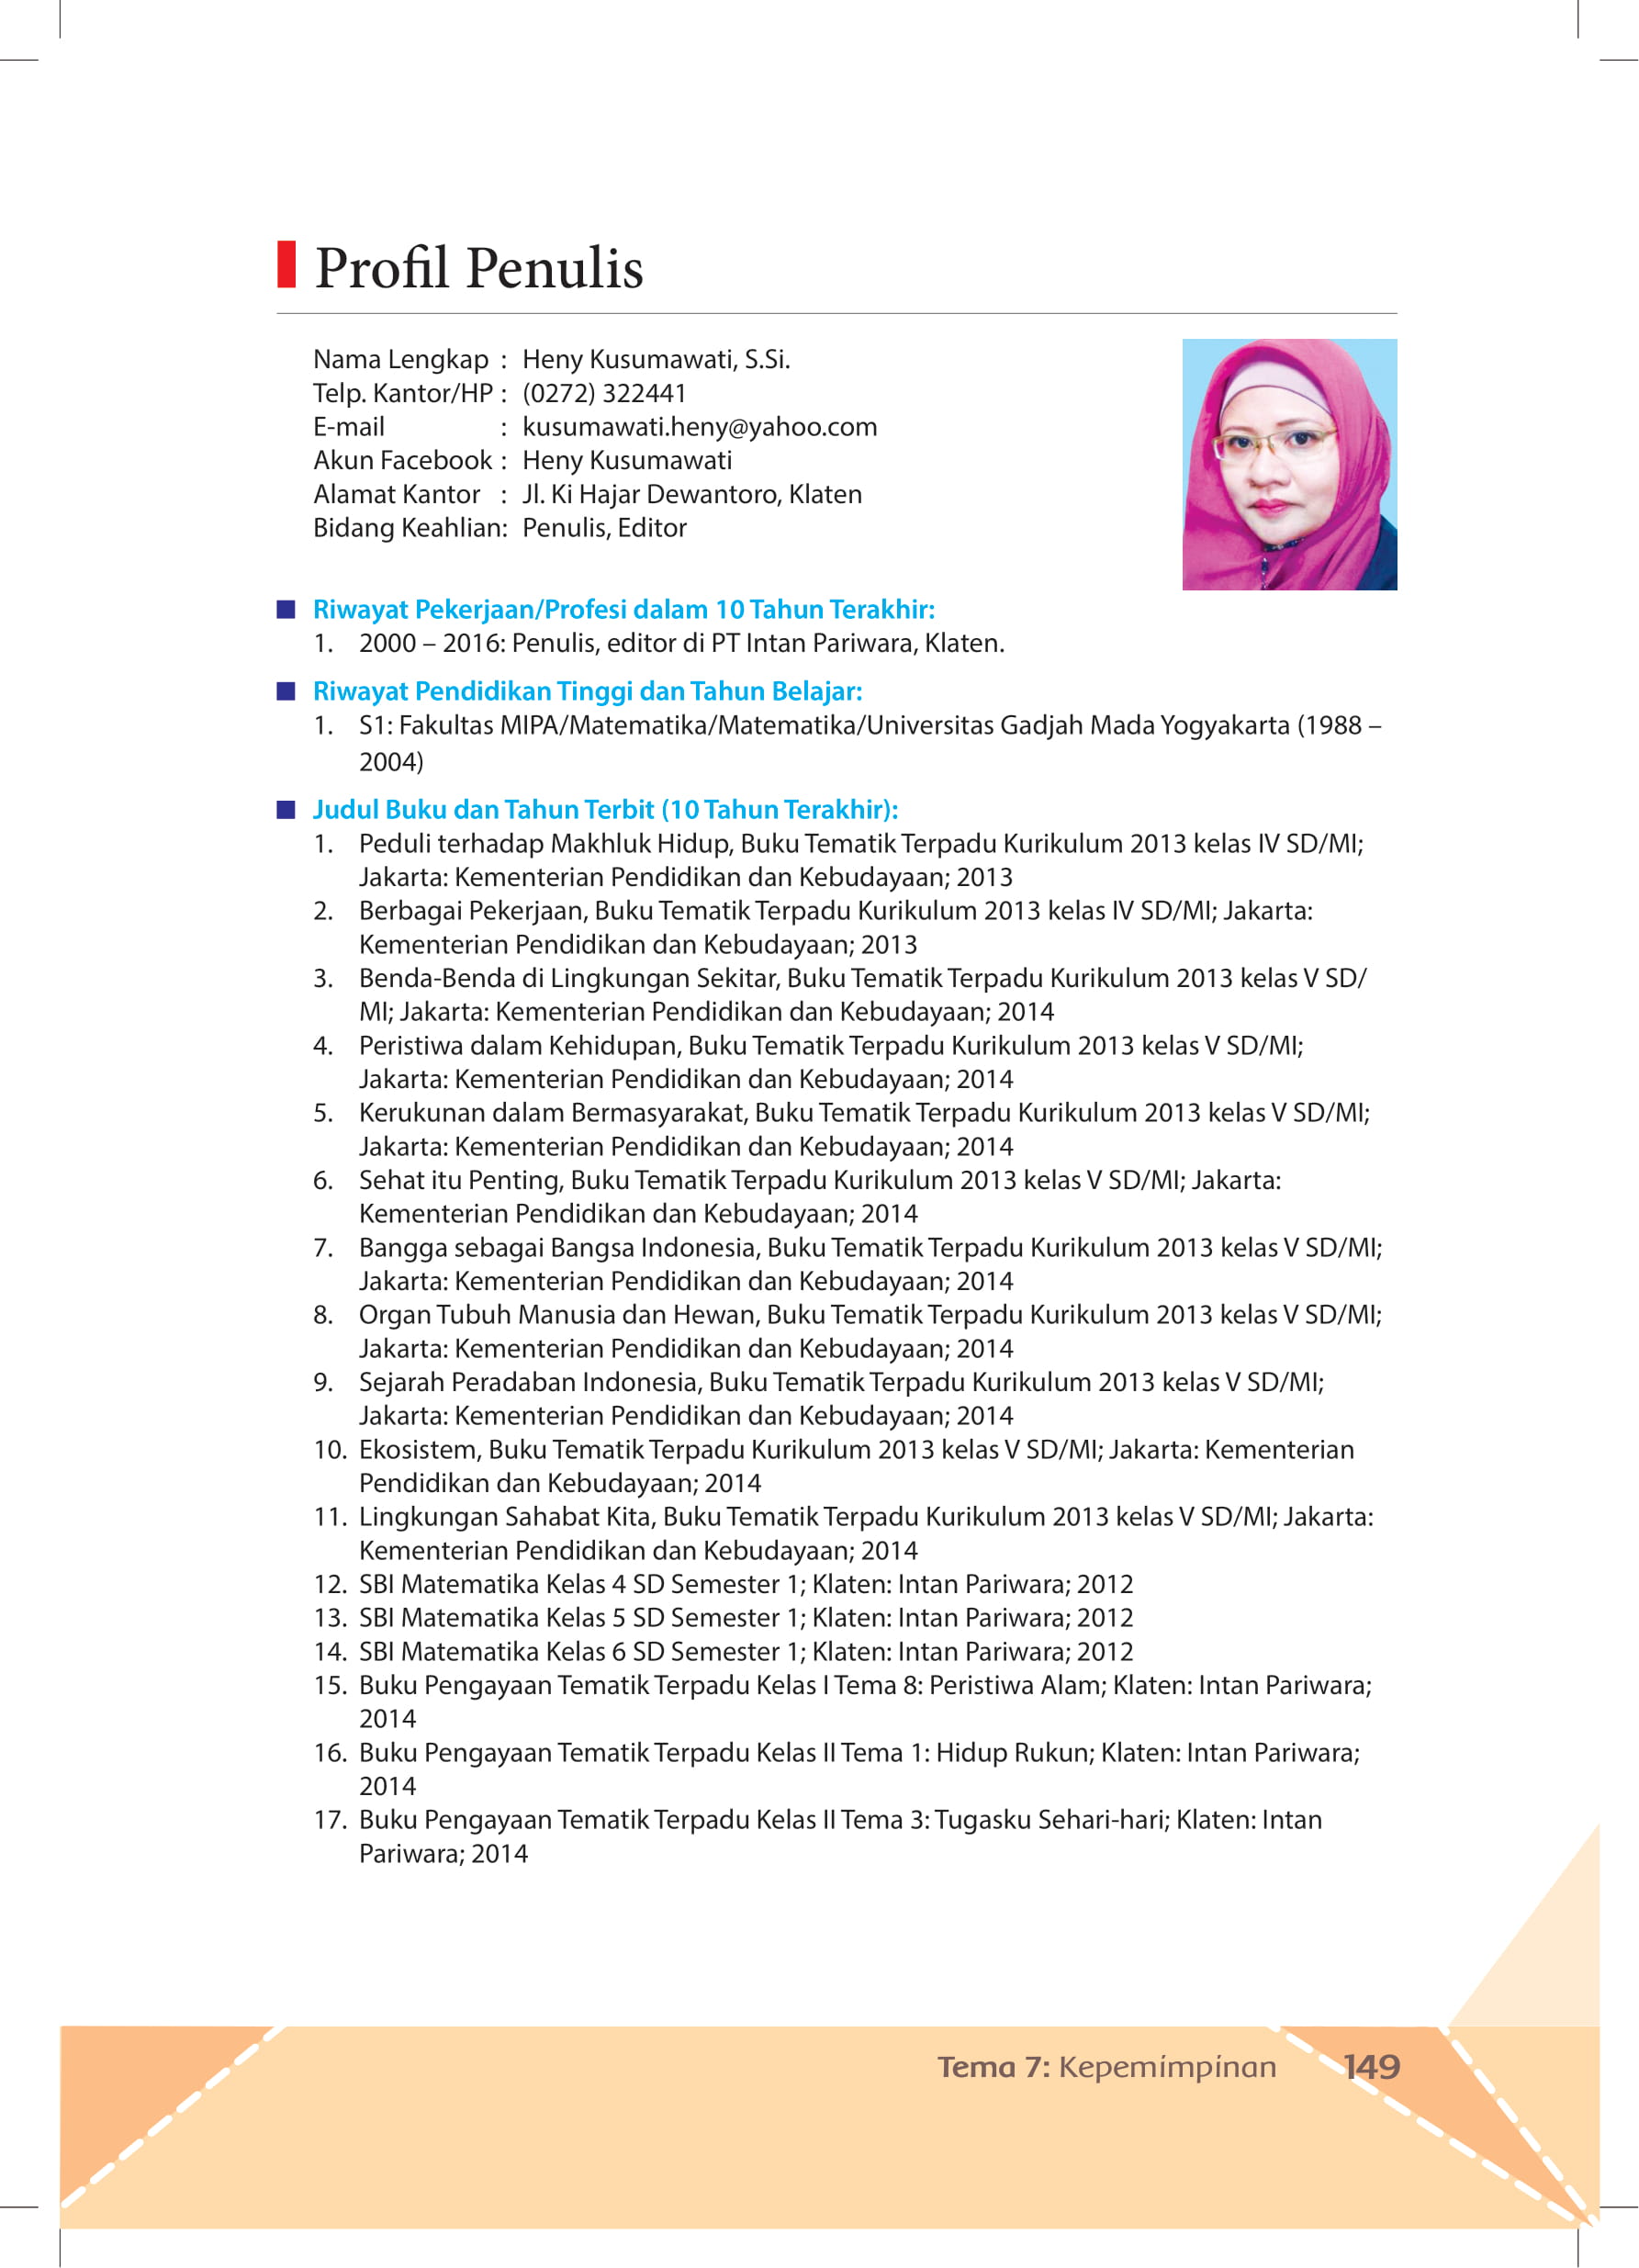 Profil Penulis
Nama Lengkap : Heny Kusumawati, S.Si.
Telp. Kantor/HP : (0272) 322441
E-mail : kusumawati.heny@yahoo.com
Akun Facebook : Heny Kusumawati
Alamat Kantor : Jl. Ki Hajar Dewantoro, Klaten
Bidang Keahlian: Penulis, Editor
Riwayat Pekerjaan/Profesi dalam 10 Tahun Terakhir:
1. 2000 – 2016: Penulis, editor di PT Intan Pariwara, Klaten.
Riwayat Pendidikan Tinggi dan Tahun Belajar:
1. S1: Fakultas MIPA/Matematika/Matematika/Universitas Gadjah Mada Yogyakarta (1988 –
2004)
Judul Buku dan Tahun Terbit (10 Tahun Terakhir):
1. Peduli terhadap Makhluk Hidup, Buku Tematik Terpadu Kurikulum 2013 kelas IV SD/MI;
Jakarta: Kementerian Pendidikan dan Kebudayaan; 2013
2. Berbagai Pekerjaan, Buku Tematik Terpadu Kurikulum 2013 kelas IV SD/MI; Jakarta:
Kementerian Pendidikan dan Kebudayaan; 2013
3. Benda-Benda di Lingkungan Sekitar, Buku Tematik Terpadu Kurikulum 2013 kelas V SD/
MI; Jakarta: Kementerian Pendidikan dan Kebudayaan; 2014
4. Peristiwa dalam Kehidupan, Buku Tematik Terpadu Kurikulum 2013 kelas V SD/MI;
Jakarta: Kementerian Pendidikan dan Kebudayaan; 2014
5. Kerukunan dalam Bermasyarakat, Buku Tematik Terpadu Kurikulum 2013 kelas V SD/MI;
Jakarta: Kementerian Pendidikan dan Kebudayaan; 2014
6. Sehat itu Penting, Buku Tematik Terpadu Kurikulum 2013 kelas V SD/MI; Jakarta:
Kementerian Pendidikan dan Kebudayaan; 2014
7. Bangga sebagai Bangsa Indonesia, Buku Tematik Terpadu Kurikulum 2013 kelas V SD/MI;
Jakarta: Kementerian Pendidikan dan Kebudayaan; 2014
8. Organ Tubuh Manusia dan Hewan, Buku Tematik Terpadu Kurikulum 2013 kelas V SD/MI;
Jakarta: Kementerian Pendidikan dan Kebudayaan; 2014
9. Sejarah Peradaban Indonesia, Buku Tematik Terpadu Kurikulum 2013 kelas V SD/MI;
Jakarta: Kementerian Pendidikan dan Kebudayaan; 2014
10. Ekosistem, Buku Tematik Terpadu Kurikulum 2013 kelas V SD/MI; Jakarta: Kementerian
Pendidikan dan Kebudayaan; 2014
11. Lingkungan Sahabat Kita, Buku Tematik Terpadu Kurikulum 2013 kelas V SD/MI; Jakarta:
Kementerian Pendidikan dan Kebudayaan; 2014
12. SBI Matematika Kelas 4 SD Semester 1; Klaten: Intan Pariwara; 2012
13. SBI Matematika Kelas 5 SD Semester 1; Klaten: Intan Pariwara; 2012
14. SBI Matematika Kelas 6 SD Semester 1; Klaten: Intan Pariwara; 2012
15. Buku Pengayaan Tematik Terpadu Kelas I Tema 8: Peristiwa Alam; Klaten: Intan Pariwara;
2014
16. Buku Pengayaan Tematik Terpadu Kelas II Tema 1: Hidup Rukun; Klaten: Intan Pariwara;
2014
17. Buku Pengayaan Tematik Terpadu Kelas II Tema 3: Tugasku Sehari-hari; Klaten: Intan
Pariwara; 2014
Tema 7: Kepemimpinan 149